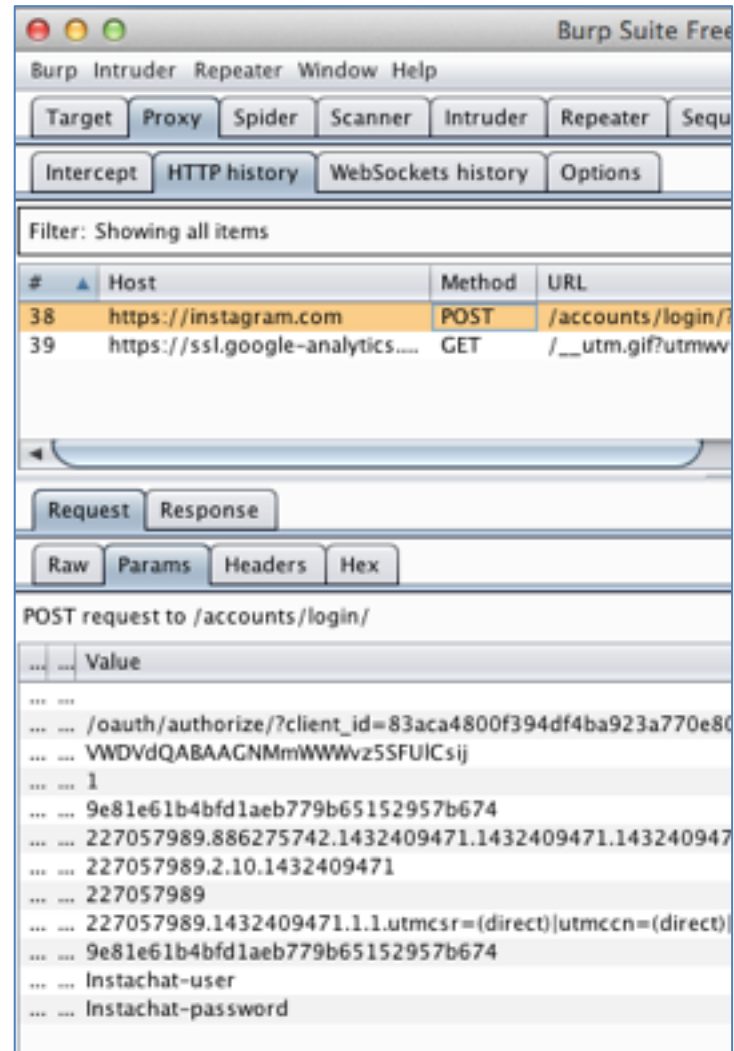 Burp Suite Free
Burp Intruder Repeater Window Help
Target Proxy Spider Scanner Intruder Repeater Sequ
Intercept HTTP history WebSockets history Options
Filter: Showing all items
# Host Method URL
38 https://instagram.com POST /accounts/login/?
39 https://ssl.google-analytics.... GET /__utm.gif?utmwv
Request Response
Raw Params Headers Hex
POST request to /accounts/login/
... ... Value
... ...
... ... /oauth/authorize/?client_id=83aca4800f394df4ba923a770e80
... ... VWDVdQABAAGNMmWWWvz5SFUlCsij
... ... 1
... ... 9e81e61b4bfd1aeb779b65152957b674
... ... 227057989.886275742.1432409471.1432409471.143240947
... ... 227057989.2.10.1432409471
... ... 227057989
... ... 227057989.1432409471.1.1.utmcsr=(direct)|utmccn=(direct)|
... ... 9e81e61b4bfd1aeb779b65152957b674
... ... Instachat-user
... ... Instachat-password